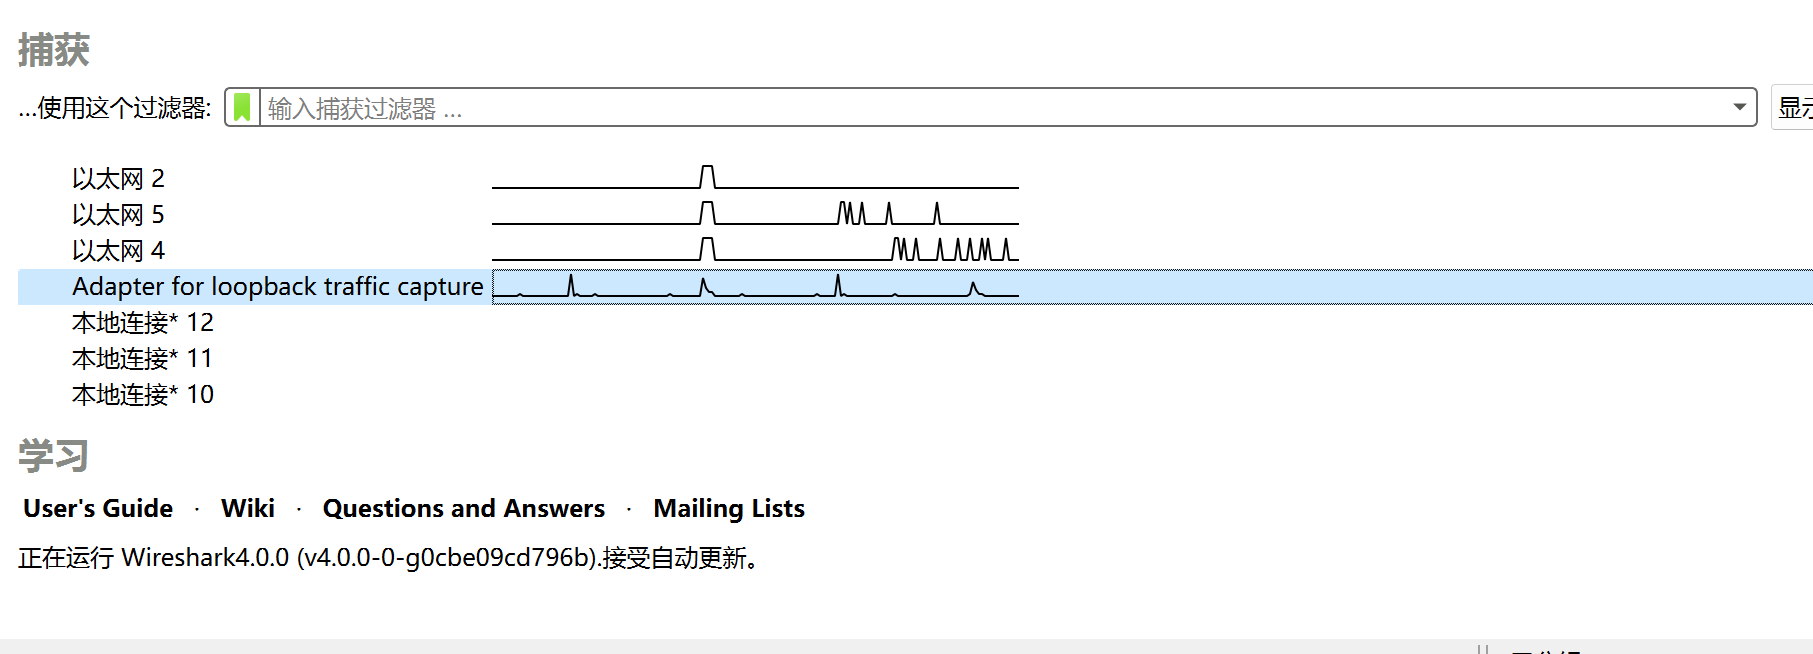 捕获
...使用这个过滤器: 输入捕获过滤器 ... 显示
以太网 2
以太网 5
以太网 4
Adapter for loopback traffic capture
本地连接* 12
本地连接* 11
本地连接* 10
学习
User's Guide · Wiki · Questions and Answers · Mailing Lists
正在运行 Wireshark4.0.0 (v4.0.0-0-g0cbe09cd796b).接受自动更新。